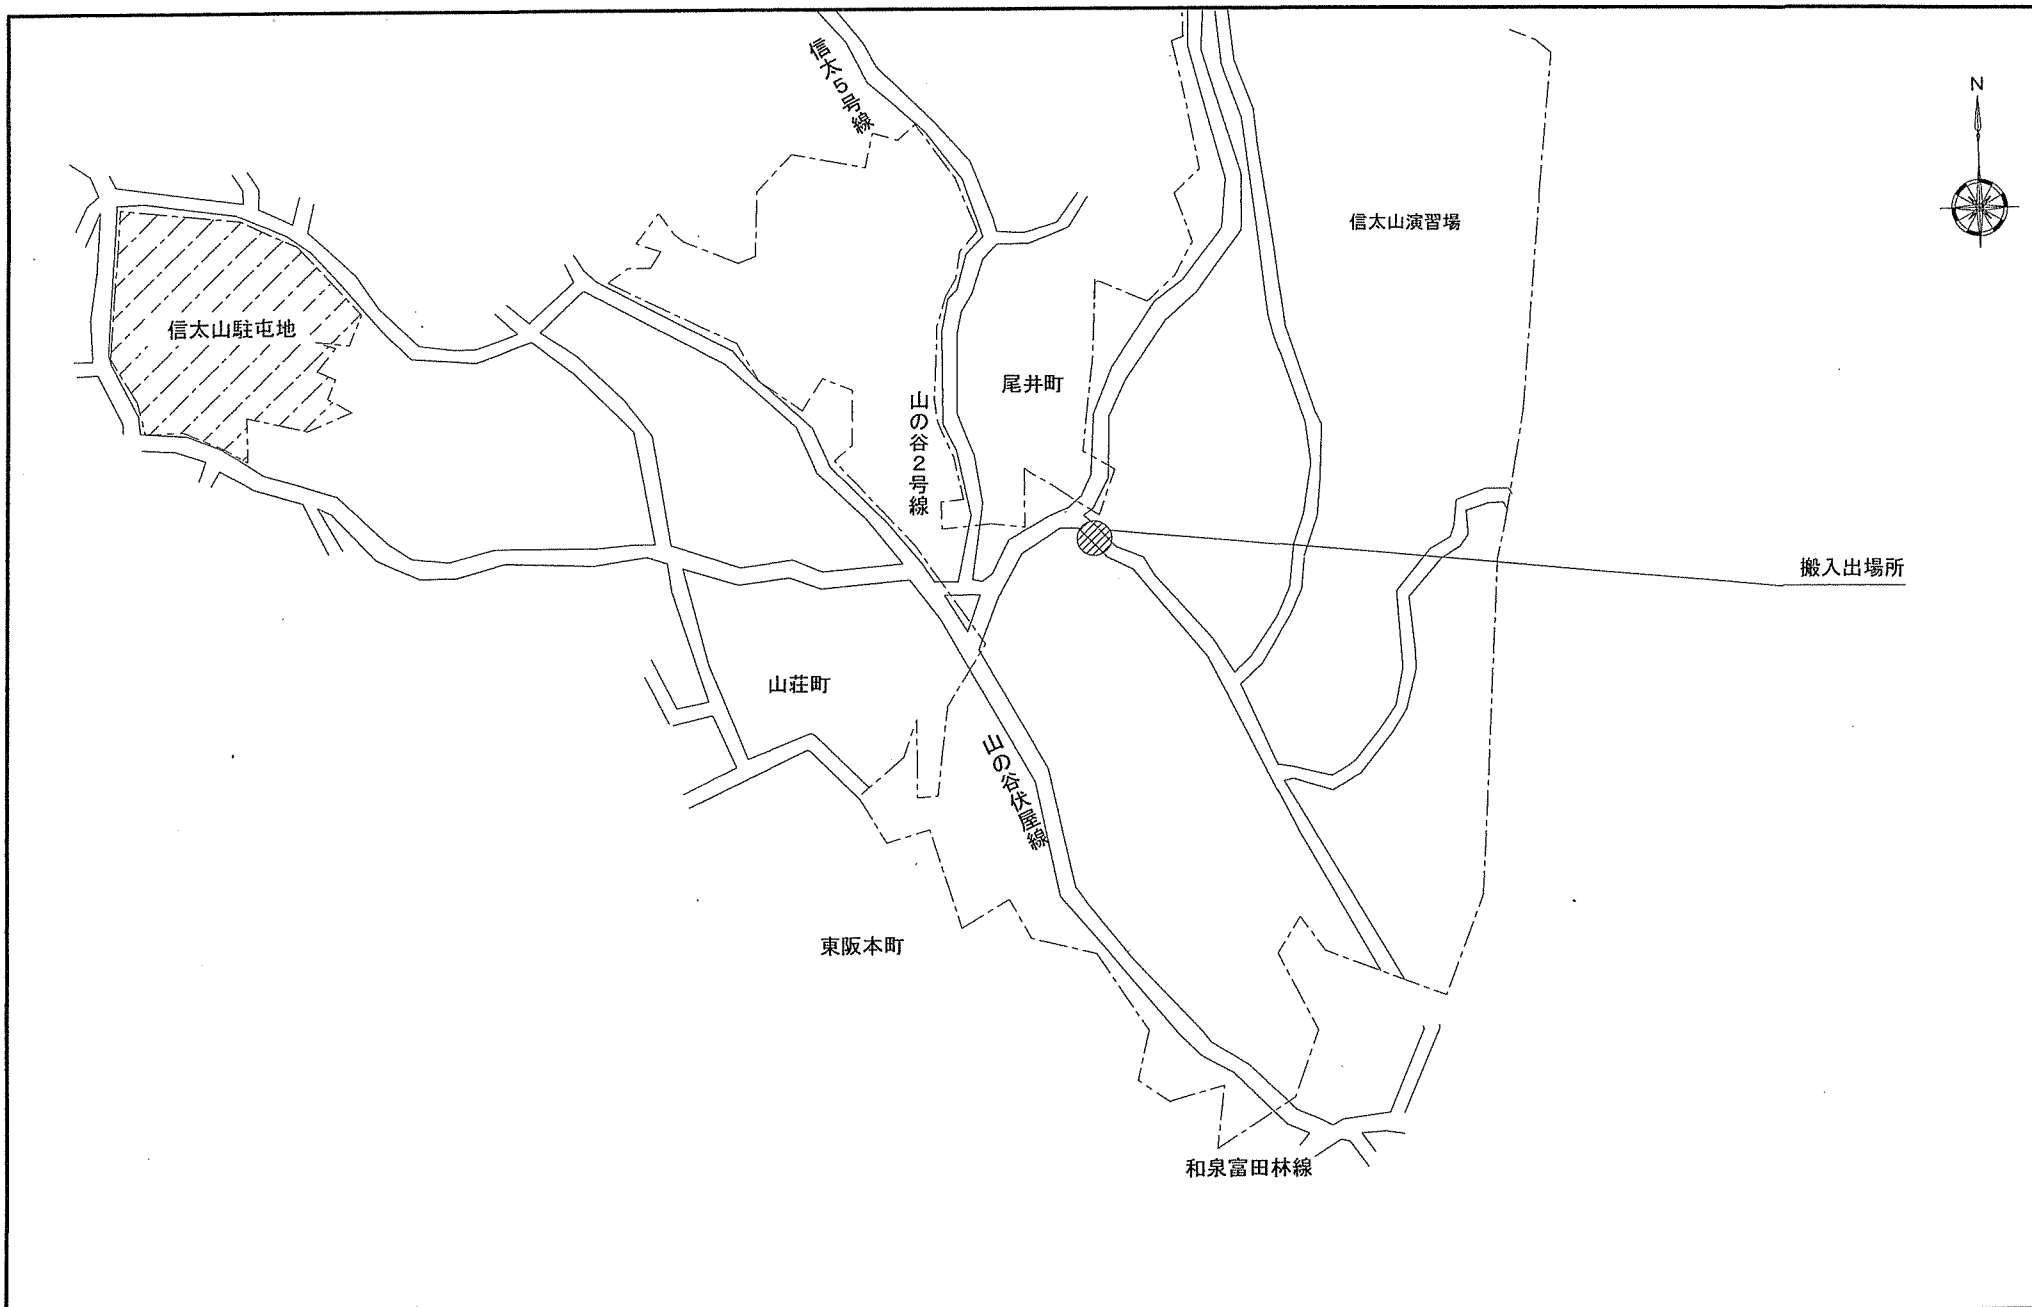 信太5号線
N
信太山演習場
信太山駐屯地
尾井町
山の谷2号線
搬入出場所
山荘町
山の谷伏屋線
東阪本町
和泉富田林線